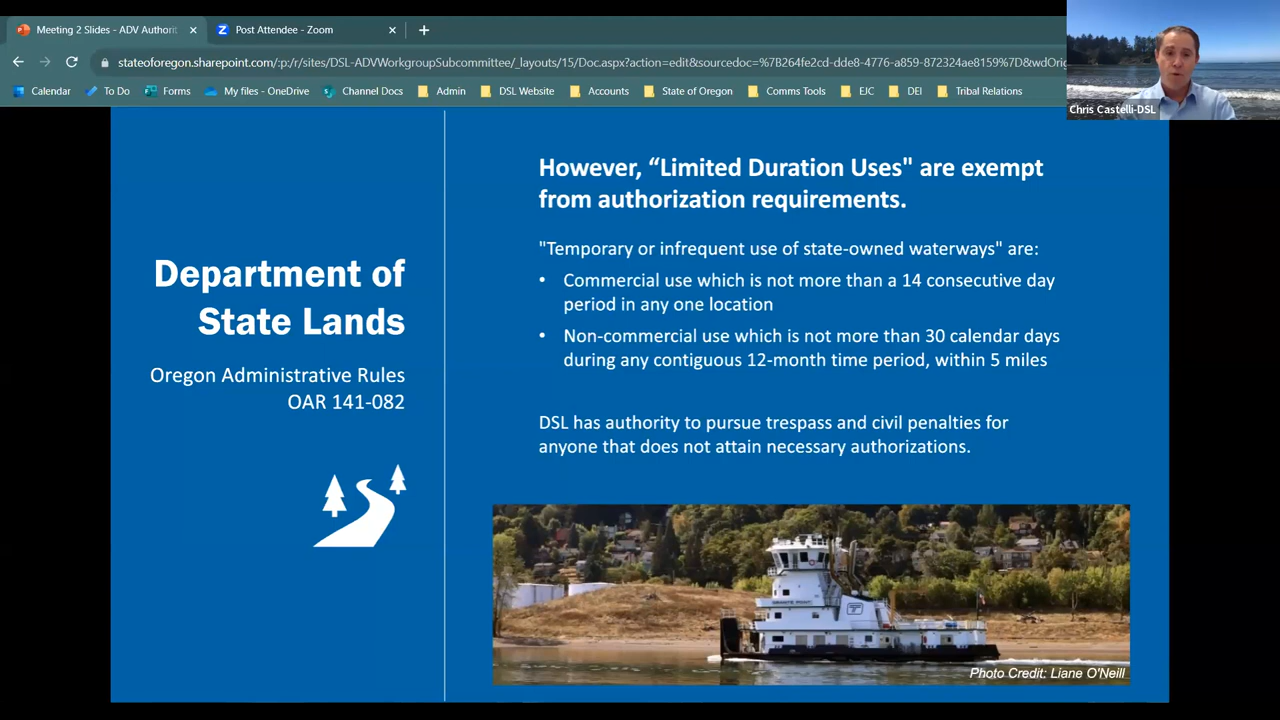 Meeting 2 Slides - ADV Authorit
Post Attendee - Zoom
stateoforegon.sharepoint.com/:p:/r/sites/DSL-ADVWorkgroupSubcommittee/_layouts/15/Doc.aspx?action=edit&sourcedoc=%7B264fe2cd-dde8-4776-a859-872324ae8159%7D&wdOrig
Calendar
To Do
Forms
My files - OneDrive
Channel Docs
Admin
DSL Website
Accounts
State of Oregon
Comms Tools
EJC
DEI
Tribal Relations
Chris Castelli-DSL
Department of
State Lands
Oregon Administrative Rules
OAR 141-082
However, “Limited Duration Uses" are exempt
from authorization requirements.
"Temporary or infrequent use of state-owned waterways" are:
• Commercial use which is not more than a 14 consecutive day
period in any one location
• Non-commercial use which is not more than 30 calendar days
during any contiguous 12-month time period, within 5 miles
DSL has authority to pursue trespass and civil penalties for
anyone that does not attain necessary authorizations.
Photo Credit: Liane O'Neill